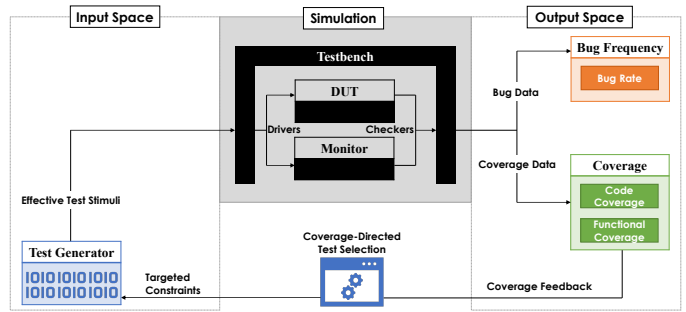 Input Space
Simulation
Output Space
Testbench
DUT
Drivers
Checkers
Monitor
Bug Frequency
Bug Rate
Bug Data
Coverage Data
Coverage
Code
Coverage
Functional
Coverage
Effective Test Stimuli
Test Generator
1010101010
1010101010
Targeted
Constraints
Coverage-Directed
Test Selection
Coverage Feedback